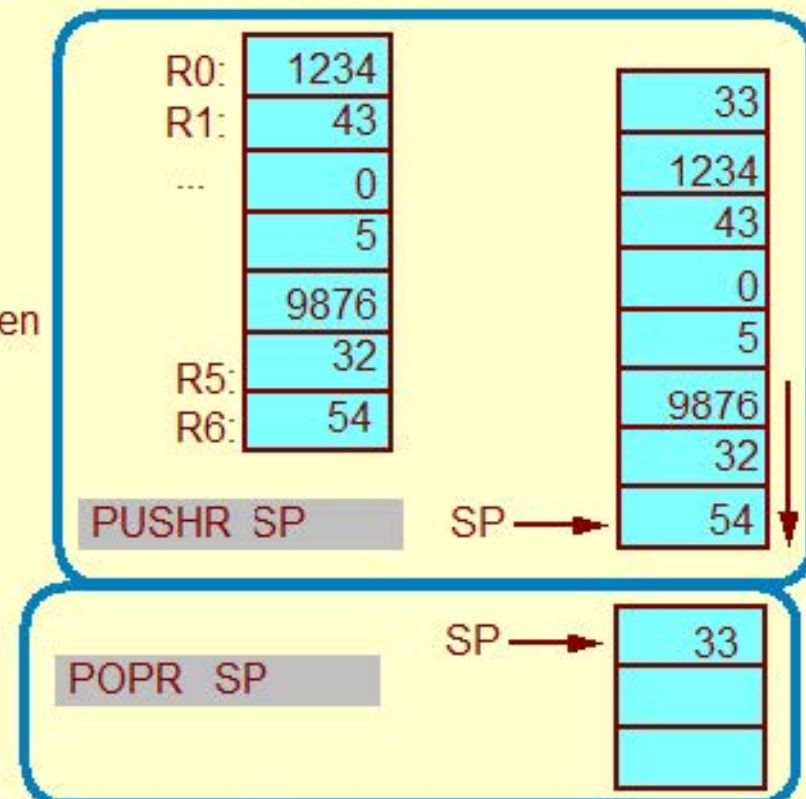 R0: 1234
R1: 43
... 0
5
9876
R5: 32
R6: 54
33
1234
43
0
5
9876
32
54
en
PUSHR SP
SP
POPR SP
SP
33